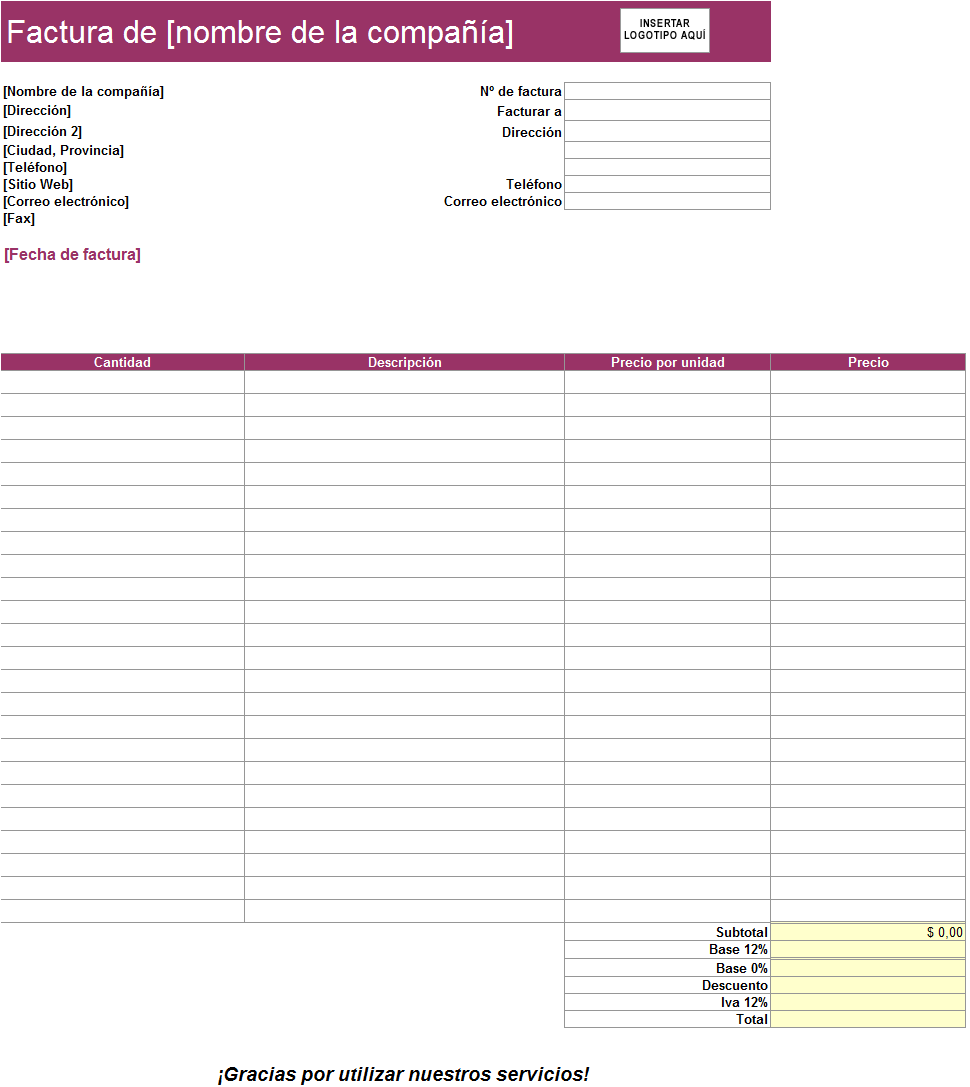 Factura de [nombre de la compañía]
INSERTAR
LOGOTIPO AQUÍ
[Nombre de la compañía]
[Dirección]
[Dirección 2]
[Ciudad, Provincia]
[Teléfono]
[Sitio Web]
[Correo electrónico]
[Fax]
Nº de factura
Facturar a
Dirección
Teléfono
Correo electrónico
[Fecha de factura]
Cantidad Descripción Precio por unidad Precio
Subtotal $ 0,00
Base 12%
Base 0%
Descuento
Iva 12%
Total
¡Gracias por utilizar nuestros servicios!